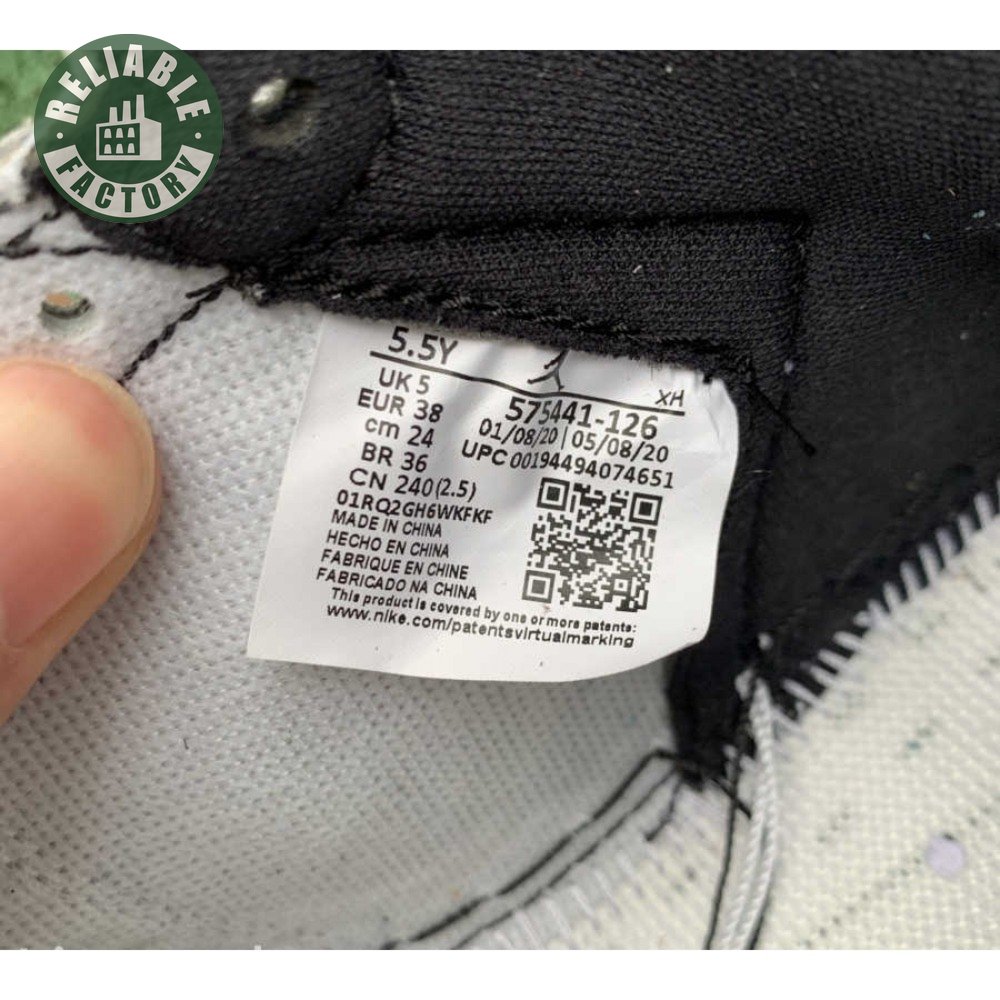 RELIABLE
FACTORY
5.5Y
XH
UK 5
EUR 38
cm 24
BR 36
CN 240(2.5)
575441-126
01/08/20 | 05/08/20
UPC 00194494074651
01RQ2GH6WKFKF
MADE IN CHINA
HECHO EN CHINA
FABRIQUE EN CHINE
FABRICADO NA CHINA
This product is covered by one or more patents:
www.nike.com/patentsvirtualmarking